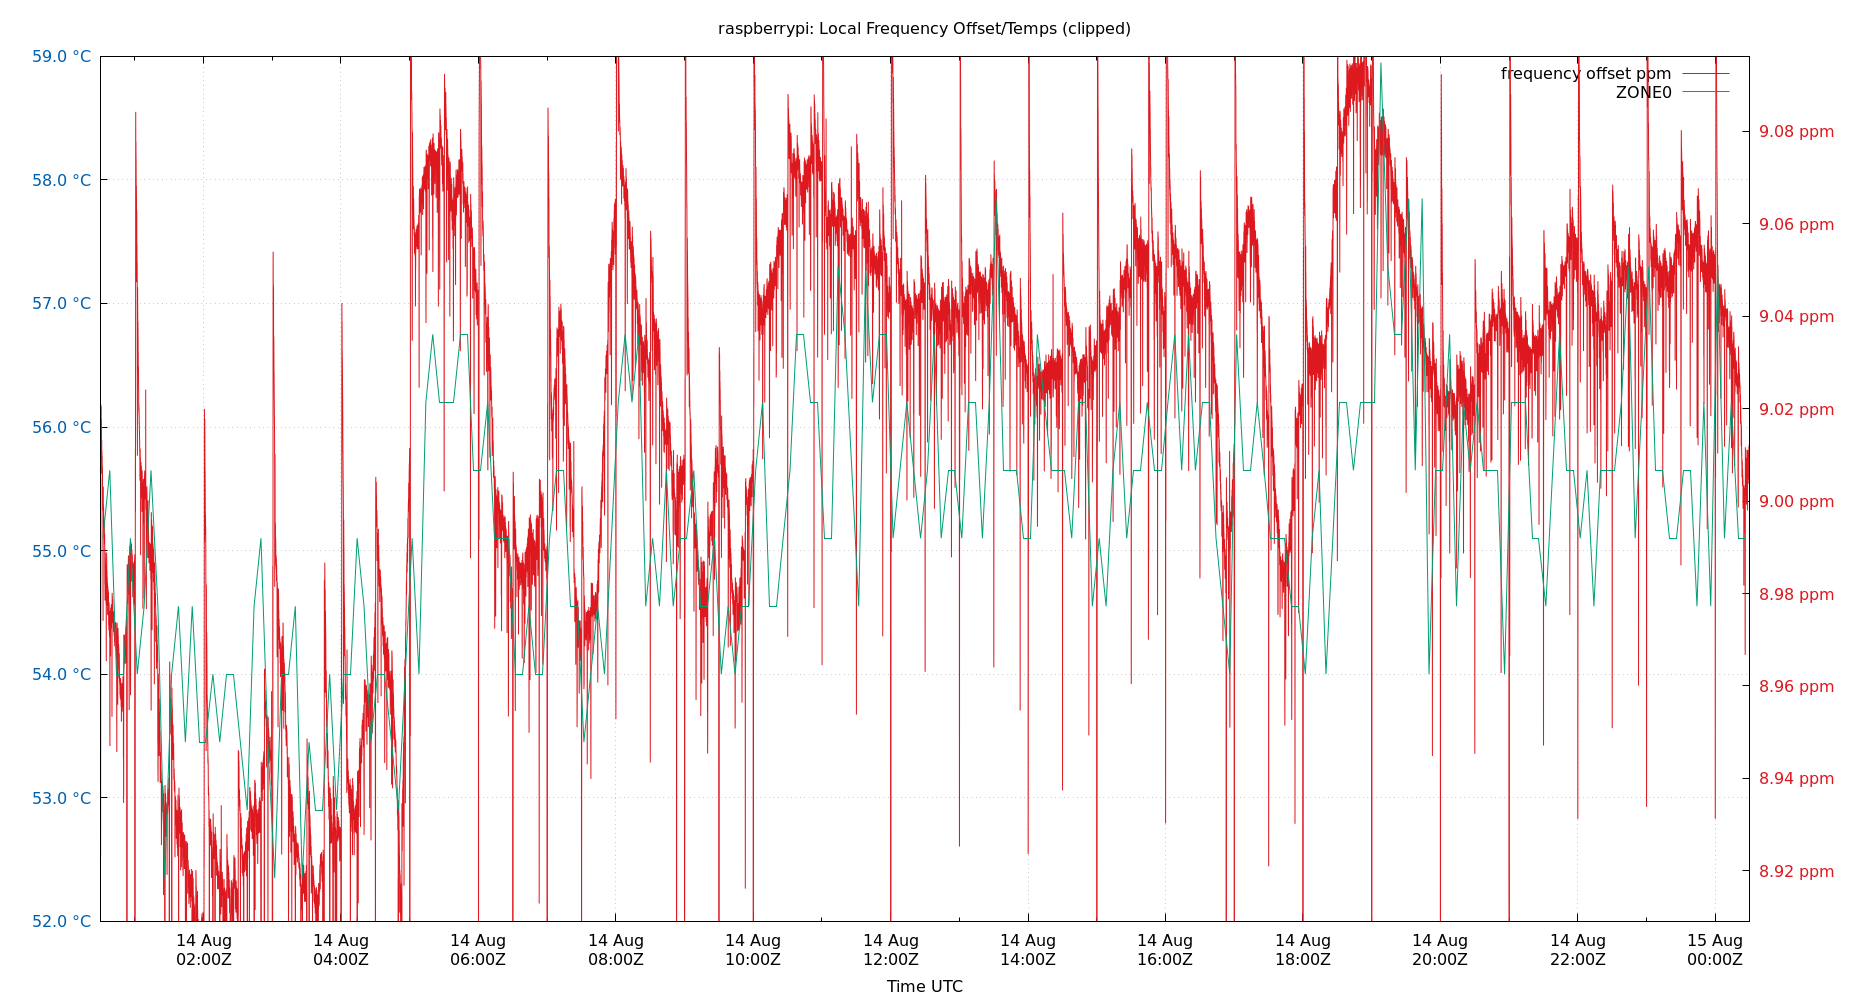 raspberrypi: Local Frequency Offset/Temps (clipped)
59.0 °C
58.0 °C
57.0 °C
56.0 °C
55.0 °C
54.0 °C
53.0 °C
52.0 °C
frequency offset ppm
ZONE0
9.08 ppm
9.06 ppm
9.04 ppm
9.02 ppm
9.00 ppm
8.98 ppm
8.96 ppm
8.94 ppm
8.92 ppm
14 Aug 14 Aug 14 Aug 14 Aug 14 Aug 14 Aug 14 Aug 14 Aug 14 Aug 14 Aug 14 Aug 15 Aug
02:00Z 04:00Z 06:00Z 08:00Z 10:00Z 12:00Z 14:00Z 16:00Z 18:00Z 20:00Z 22:00Z 00:00Z
Time UTC